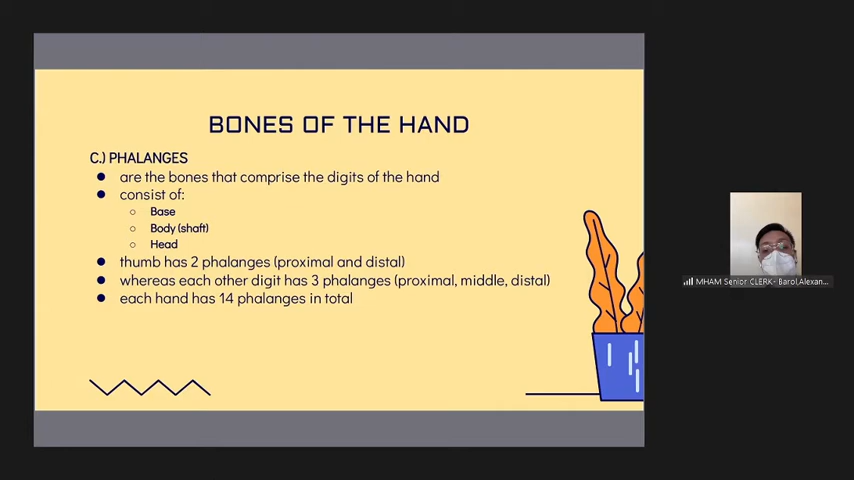 BONES OF THE HAND
C.) PHALANGES
● are the bones that comprise the digits of the hand
● consist of:
○ Base
○ Body (shaft)
○ Head
● thumb has 2 phalanges (proximal and distal)
● whereas each other digit has 3 phalanges (proximal, middle, distal)
● each hand has 14 phalanges in total
MHAM Senior CLERK- Barol,Alexan...